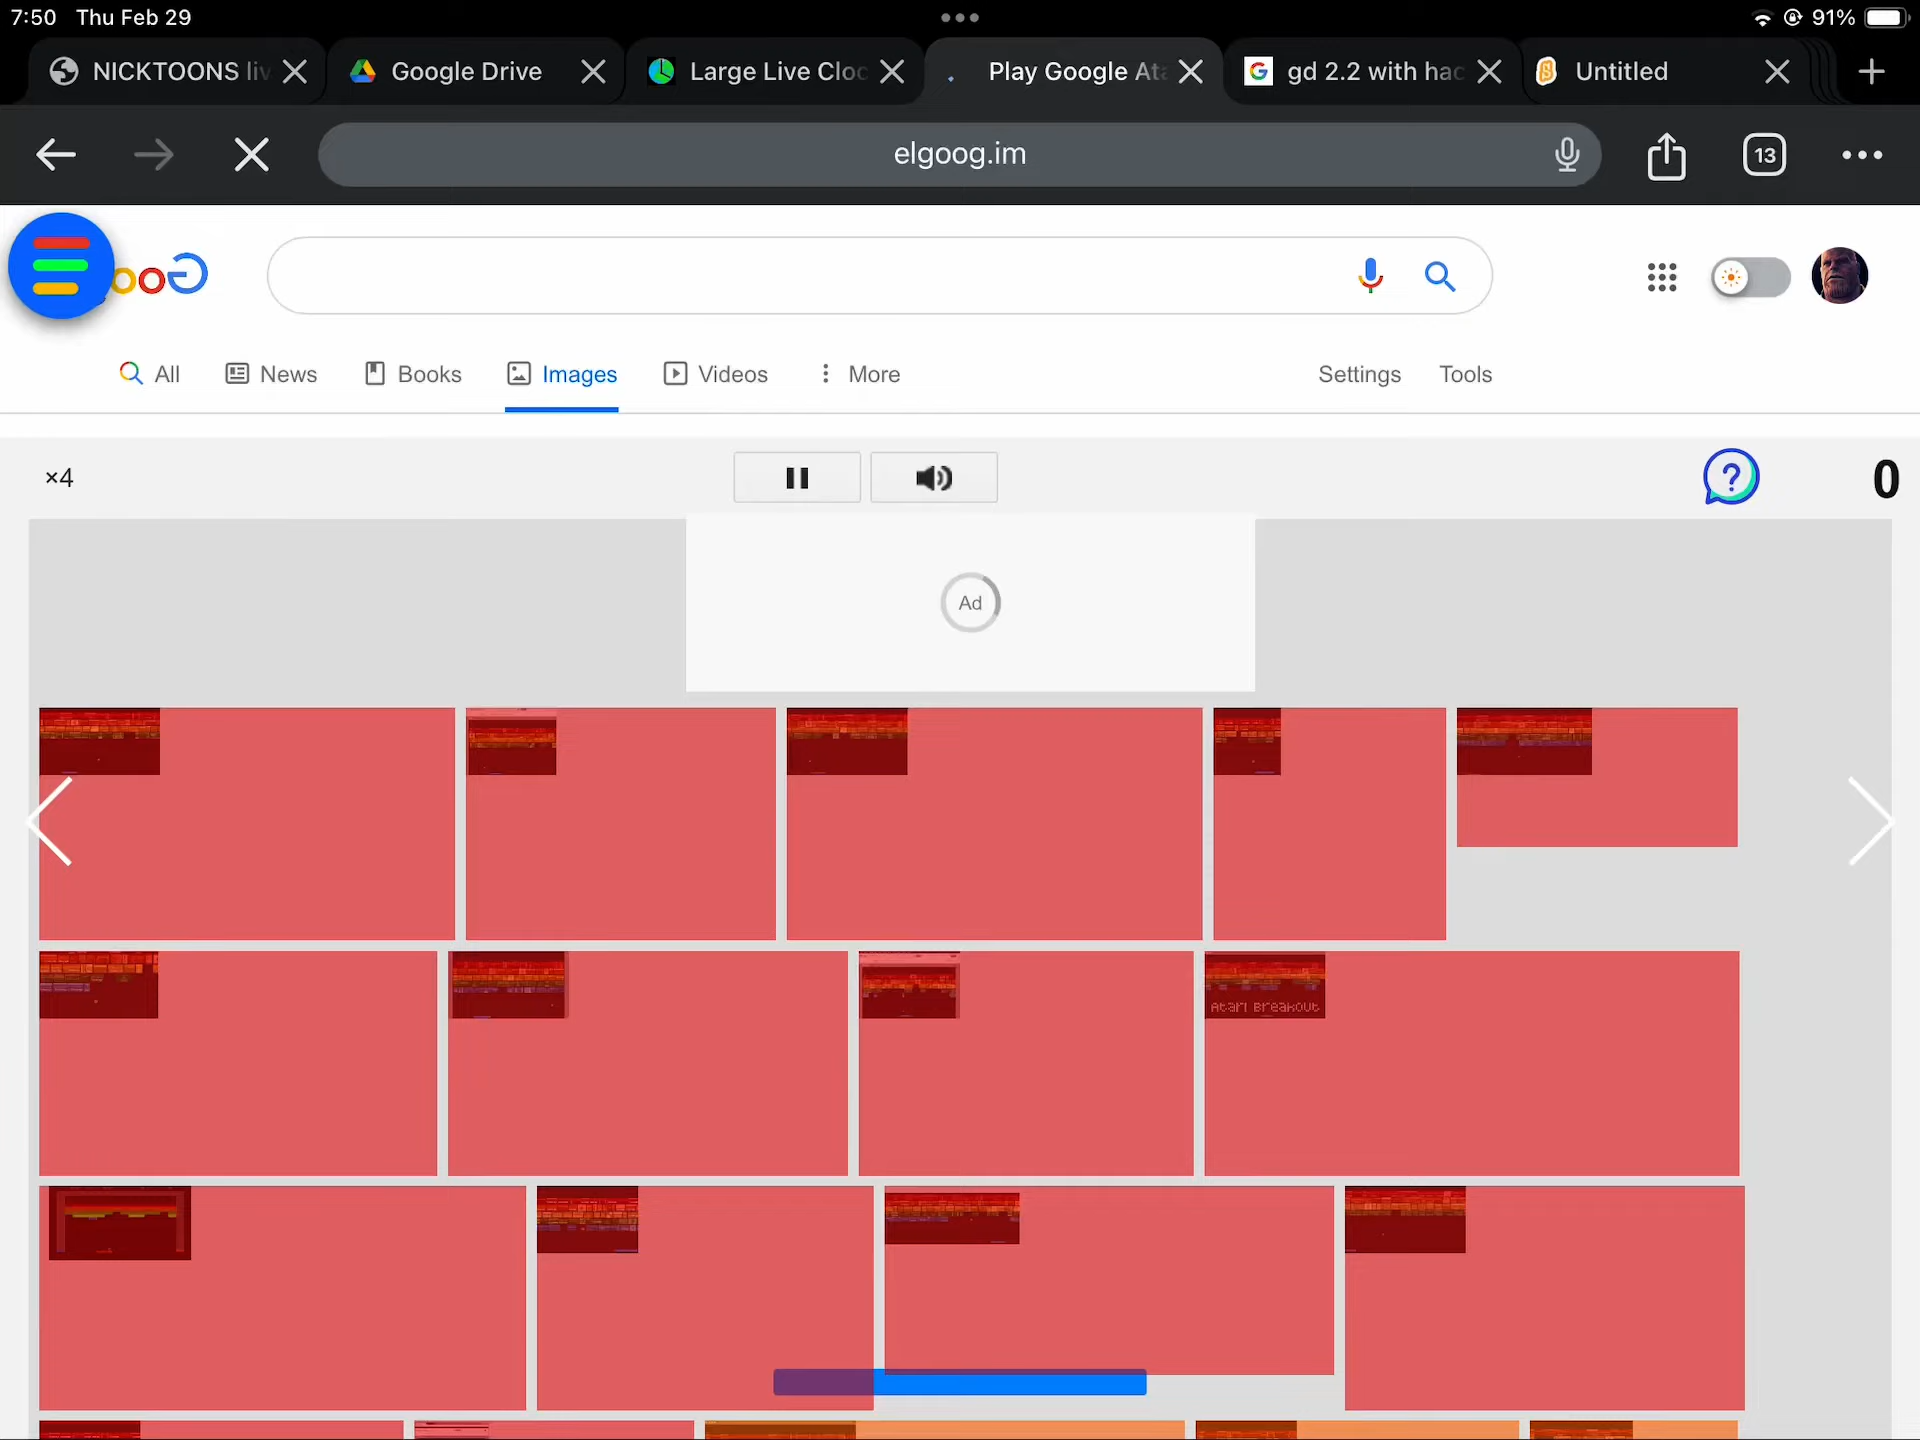 7:50 Thu Feb 29
91%
NICKTOONS liv
Google Drive
Large Live Cloc
Play Google Ata
gd 2.2 with hac
Untitled
elgoog.im
13
All
News
Books
Images
Videos
More
Settings
Tools
×4
?
0
Ad
Atari Breakout